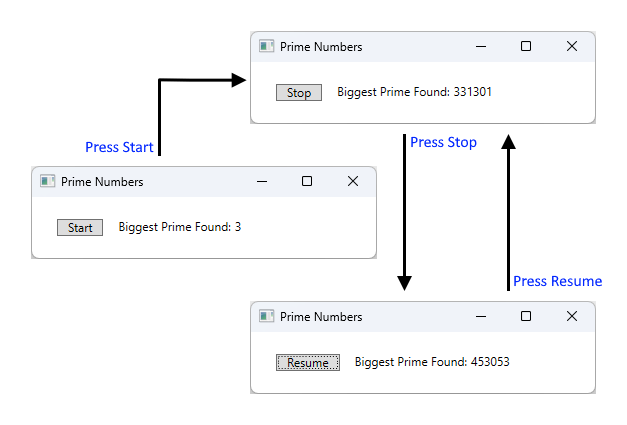 Prime Numbers
Stop Biggest Prime Found: 331301
Press Start
Press Stop
Prime Numbers
Start Biggest Prime Found: 3
Press Resume
Prime Numbers
Resume Biggest Prime Found: 453053